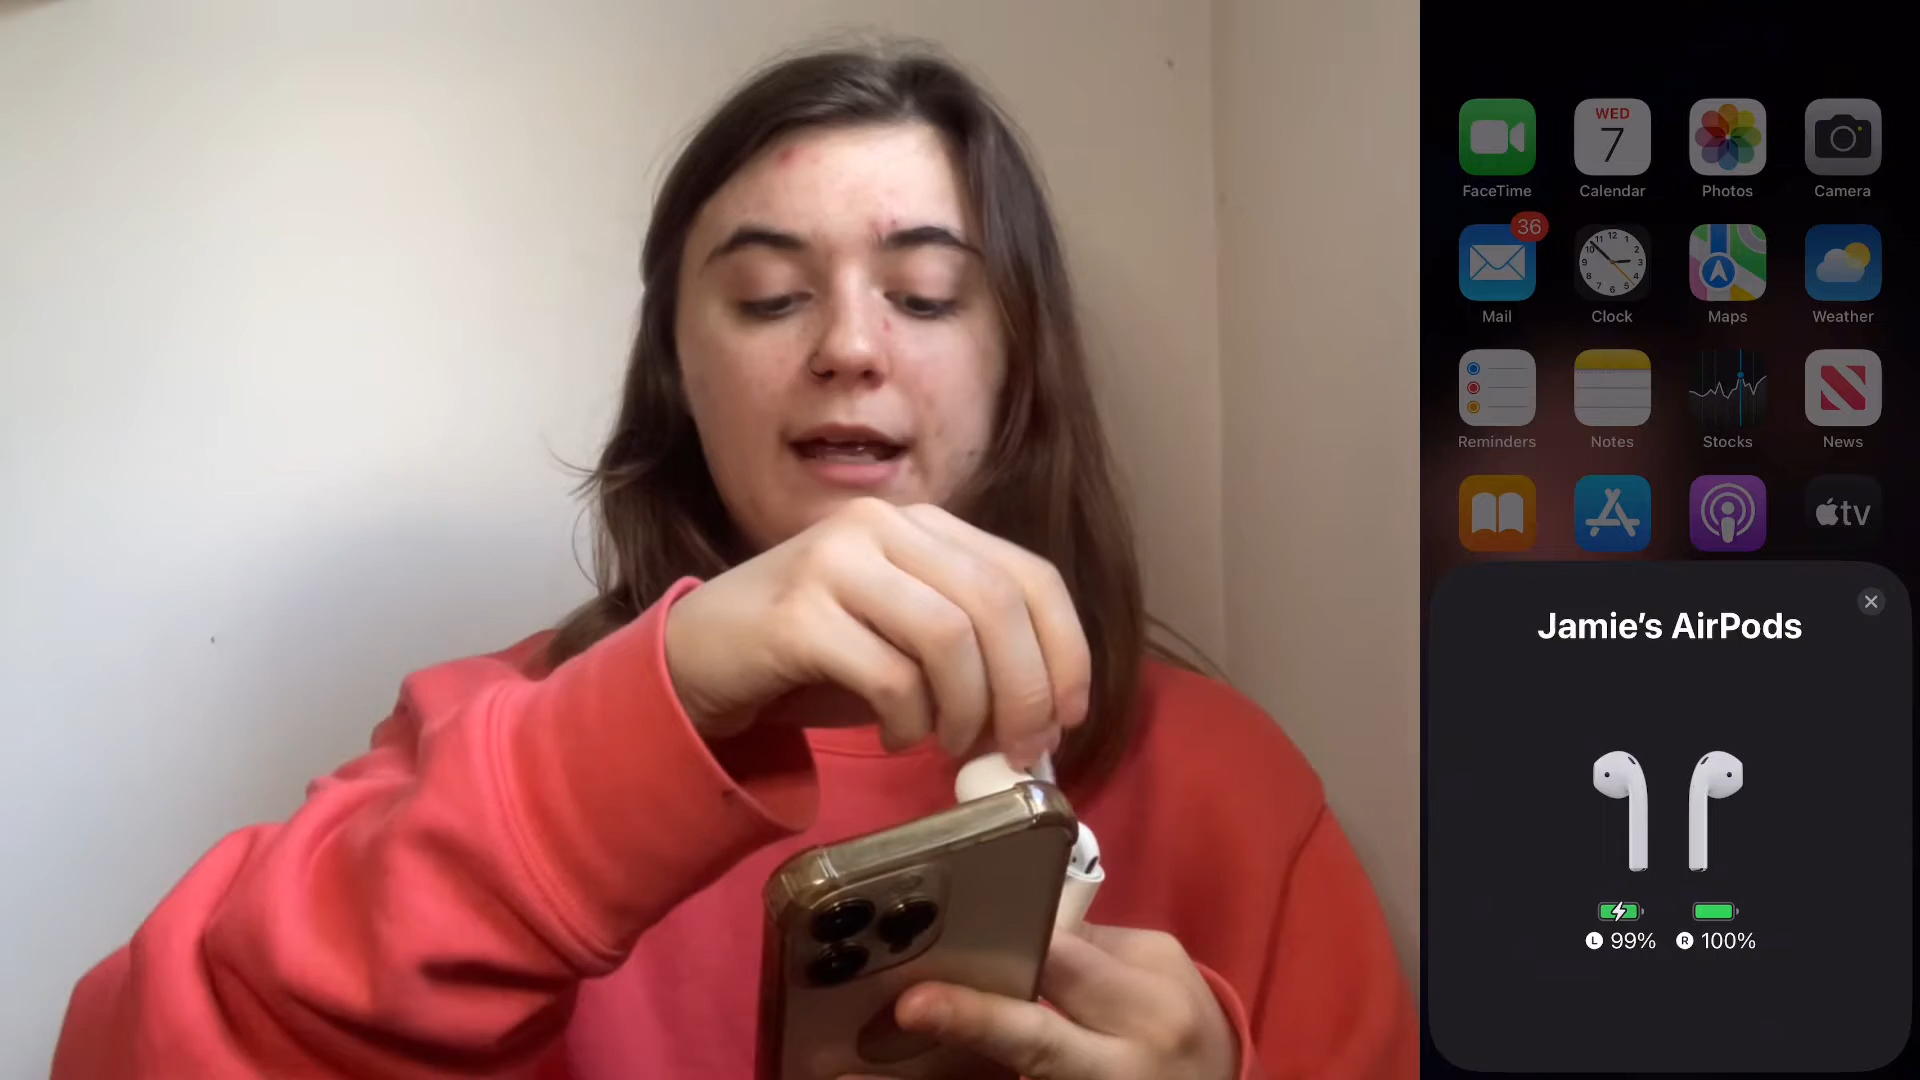 WED
7
FaceTime Calendar Photos Camera
36
12
Mail Clock Maps Weather
Reminders Notes Stocks News
tv
Jamie’s AirPods
L 99% R 100%